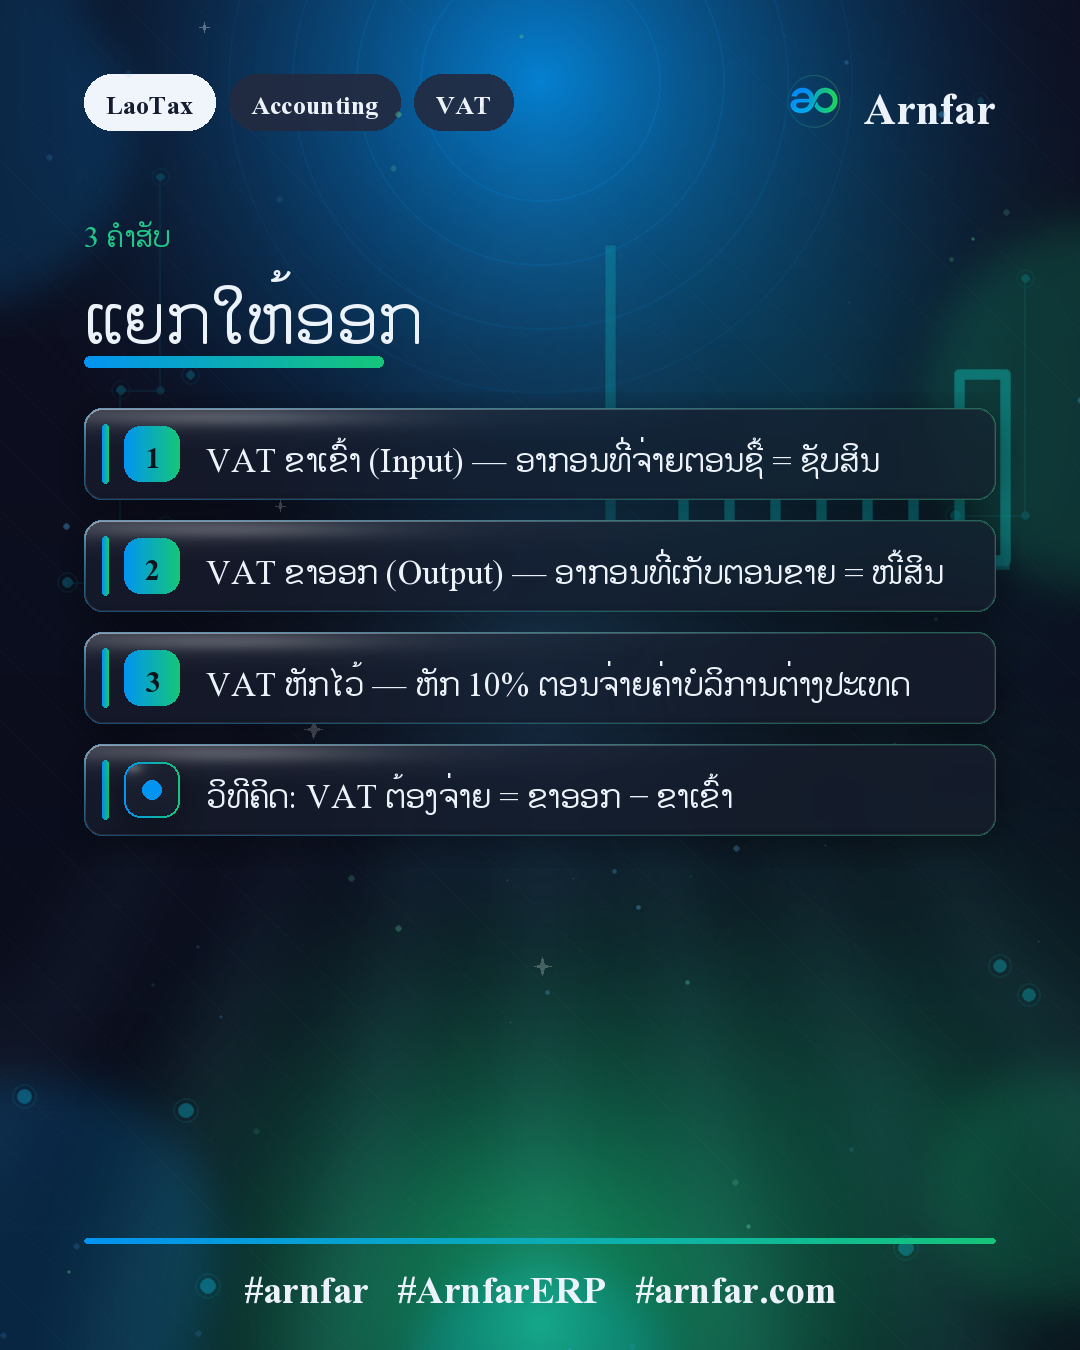 LaoTax
Accounting
VAT
Arnfar
3 ຄຳສັບ
ແຍກໃຫ້ອອກ
1 VAT ຂາເຂົ້າ (Input) — ອາກອນທີ່ຈ່າຍຕອນຊື້ = ຊັບສິນ
2 VAT ຂາອອກ (Output) — ອາກອນທີ່ເກັບຕອນຂາຍ = ໜີ້ສິນ
3 VAT ຫັກໄວ້ — ຫັກ 10% ຕອນຈ່າຍຄ່າບໍລິການຕ່າງປະເທດ
ວິທີຄິດ: VAT ຕ້ອງຈ່າຍ = ຂາອອກ − ຂາເຂົ້າ
#arnfar #ArnfarERP #arnfar.com